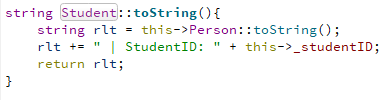 string Student::toString(){
    string rlt = this->Person::toString();
    rlt += " | StudentID: " + this->_studentID;
    return rlt;
}